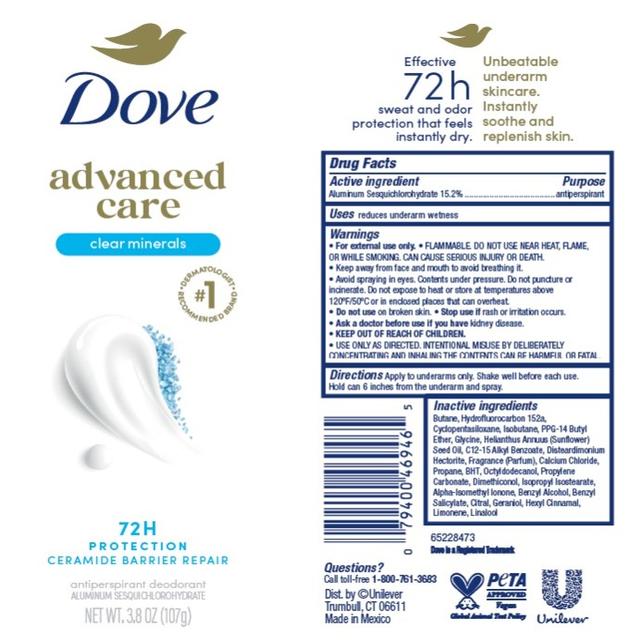 Dove
advanced
care
clear minerals
DERMATOLOGIST
#1
RECOMMENDED BRAND
72H
PROTECTION
CERAMIDE BARRIER REPAIR
antiperspirant deodorant
ALUMINUM SESQUICHLOROHYDRATE
NET WT. 3.8 OZ (107g)
Effective
72h
sweat and odor
protection that feels
instantly dry.
Unbeatable
underarm
skincare.
Instantly
soothe and
replenish skin.
Drug Facts
Active ingredient Purpose
Aluminum Sesquichlorohydrate 15.2% ........................................ antiperspirant
Uses reduces underarm wetness
Warnings
• For external use only. • FLAMMABLE. DO NOT USE NEAR HEAT, FLAME,
OR WHILE SMOKING. CAN CAUSE SERIOUS INJURY OR DEATH.
• Keep away from face and mouth to avoid breathing it.
• Avoid spraying in eyes. Contents under pressure. Do not puncture or
incinerate. Do not expose to heat or store at temperatures above
120ºF/50ºC or in enclosed places that can overheat.
• Do not use on broken skin. • Stop use if rash or irritation occurs.
• Ask a doctor before use if you have kidney disease.
• KEEP OUT OF REACH OF CHILDREN.
• USE ONLY AS DIRECTED. INTENTIONAL MISUSE BY DELIBERATELY
CONCENTRATING AND INHALING THE CONTENTS CAN BE HARMFUL OR FATAL.
Directions Apply to underarms only. Shake well before each use.
Hold can 6 inches from the underarm and spray.
0 79400 46946 5
Inactive ingredients
Butane, Hydrofluorocarbon 152a,
Cyclopentasiloxane, Isobutane, PPG-14 Butyl
Ether, Glycine, Helianthus Annuus (Sunflower)
Seed Oil, C12-15 Alkyl Benzoate, Disteardimonium
Hectorite, Fragrance (Parfum), Calcium Chloride,
Propane, BHT, Octyldodecanol, Propylene
Carbonate, Dimethiconol, Isopropyl Isostearate,
Alpha-Isomethyl Ionone, Benzyl Alcohol, Benzyl
Salicylate, Citral, Geraniol, Hexyl Cinnamal,
Limonene, Linalool
65228473
Dove is a Registered Trademark
Questions?
Call toll-free 1-800-761-3683
Dist. by ©Unilever
Trumbull, CT 06611
Made in Mexico
PETA
APPROVED
Vegan
Global Animal Test Policy
Unilever